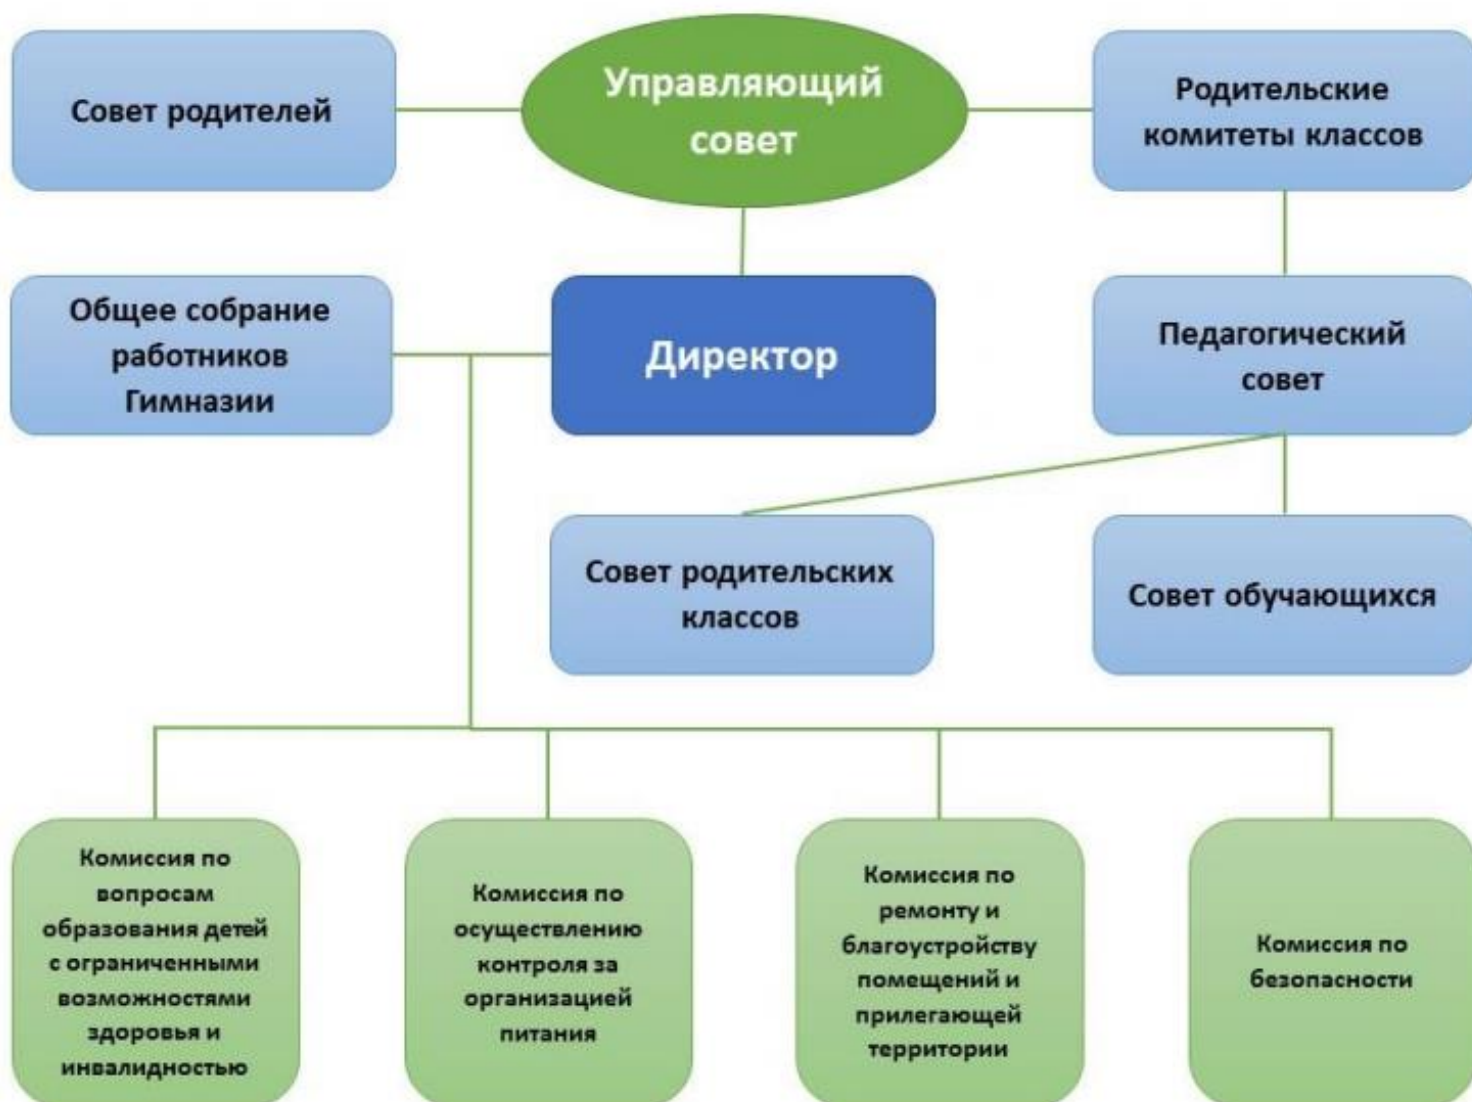 Совет родителей
Управляющий
совет
Родительские
комитеты классов
Общее собрание
работников
Гимназии
Директор
Педагогический
совет
Совет родительских
классов
Совет обучающихся
Комиссия по
вопросам
образования детей
с ограниченными
возможностями
здоровья и
инвалидностью
Комиссия по
осуществлению
контроля за
организацией
питания
Комиссия по
ремонту и
благоустройству
помещений и
прилегающей
территории
Комиссия по
безопасности